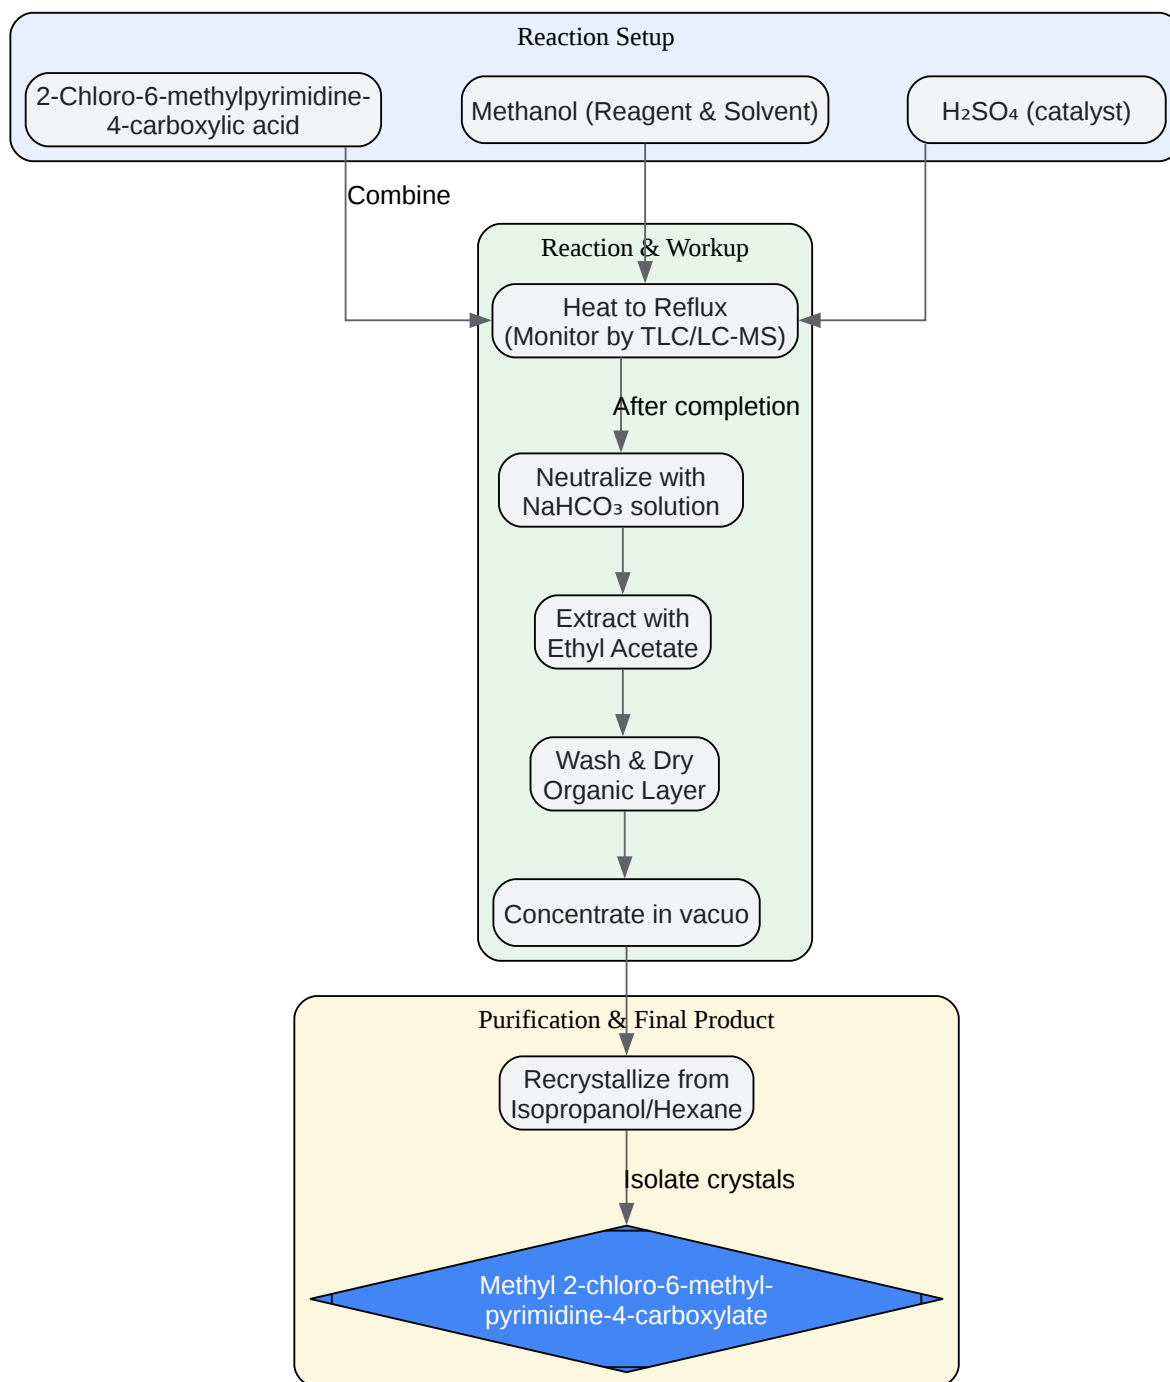 Reaction Setup
2-Chloro-6-methylpyrimidine-
4-carboxylic acid
Methanol (Reagent & Solvent)
H₂SO₄ (catalyst)
Combine
Reaction & Workup
Heat to Reflux
(Monitor by TLC/LC-MS)
After completion
Neutralize with
NaHCO₃ solution
Extract with
Ethyl Acetate
Wash & Dry
Organic Layer
Concentrate in vacuo
Purification & Final Product
Recrystallize from
Isopropanol/Hexane
Isolate crystals
Methyl 2-chloro-6-methyl-
pyrimidine-4-carboxylate